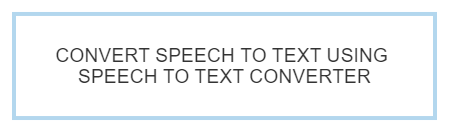 CONVERT SPEECH TO TEXT USING
SPEECH TO TEXT CONVERTER